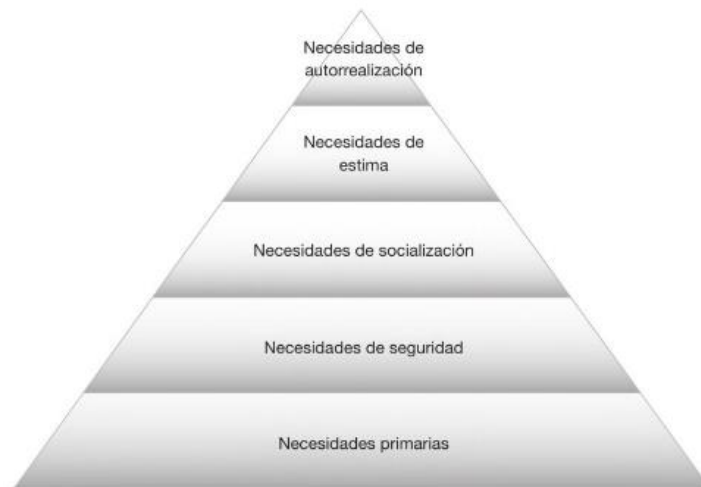 Necesidades de
autorrealización
Necesidades de
estima
Necesidades de socialización
Necesidades de seguridad
Necesidades primarias